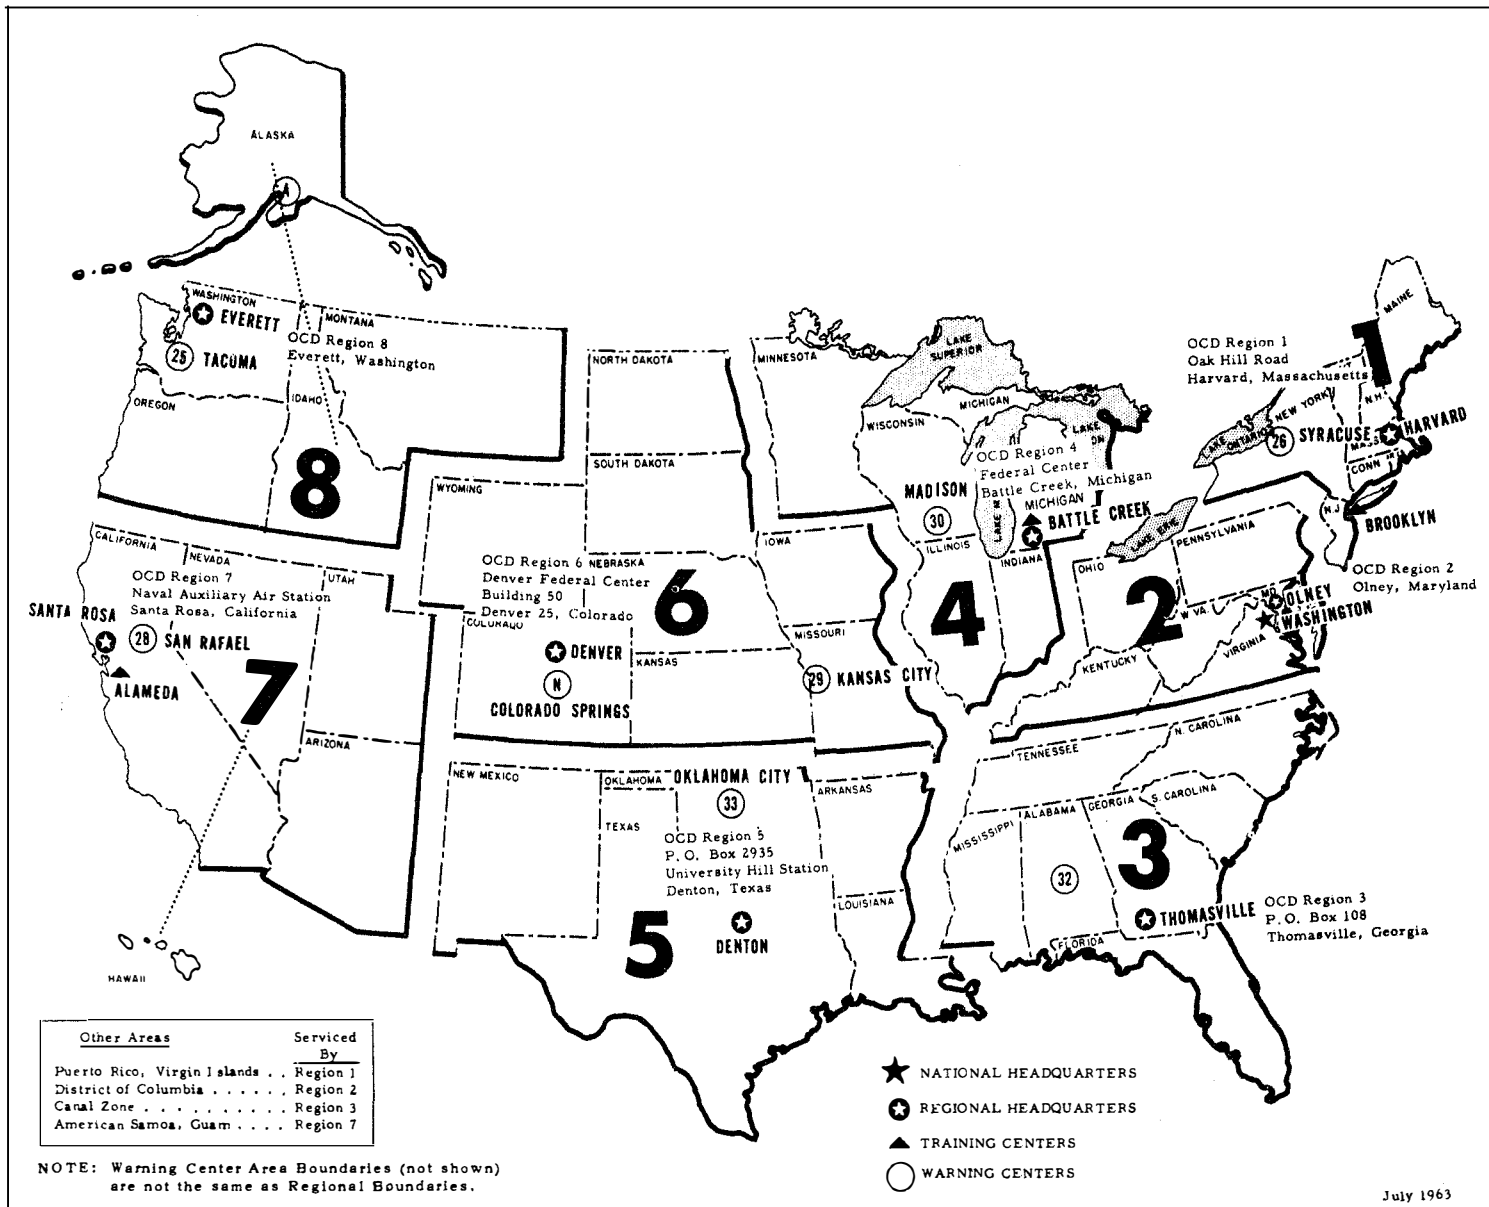 ALASKA
A
WASHINGTON
EVERETT
MONTANA
OCD Region 8
Everett, Washington
25
TACOMA
OREGON
IDAHO
8
WYOMING
NORTH DAKOTA
SOUTH DAKOTA
MINNESOTA
LAKE
SUPERIOR
MICHIGAN
WISCONSIN
LAKE
OCD Region 4
Federal Center
Battle Creek, Michigan
MICHIGAN
MADISON
30
LAKE M
BATTLE CREEK
OCD Region 1
Oak Hill Road
Harvard, Massachusetts
1
MAINE
N.H.
NEW YORK
LAKE
ONTARIO
26
SYRACUSE
MASS
HARVARD
CONN
R I
N.J.
BROOKLYN
LAKE ERIE
PENNSYLVANIA
OCD Region 2
Olney, Maryland
CALIFORNIA
NEVADA
UTAH
OCD Region 7
Naval Auxiliary Air Station
Santa Rosa, California
SANTA ROSA
28
SAN RAFAEL
ALAMEDA
7
ARIZONA
HAWAII
OCD Region 6
Denver Federal Center
Building 50
Denver 25, Colorado
NEBRASKA
6
COLORADO
DENVER
N
COLORADO SPRINGS
KANSAS
IOWA
MISSOURI
29
KANSAS CITY
ILLINOIS
INDIANA
4
OHIO
2
W VA.
MD
OLNEY
WASHINGTON
VIRGINIA
KENTUCKY
NEW MEXICO
OKLAHOMA
OKLAHOMA CITY
33
TEXAS
OCD Region 5
P. O. Box 2935
University Hill Station
Denton, Texas
5
DENTON
ARKANSAS
LOUISIANA
TENNESSEE
N. CAROLINA
MISSISSIPPI
ALABAMA
GEORGIA
S. CAROLINA
3
32
THOMASVILLE
OCD Region 3
P. O. Box 108
Thomasville, Georgia
FLORIDA
Other Areas
Serviced
By
Puerto Rico, Virgin Islands . . Region 1
District of Columbia . . . . . . Region 2
Canal Zone . . . . . . . . . . Region 3
American Samoa, Guam . . . . Region 7
NOTE: Warning Center Area Boundaries (not shown)
are not the same as Regional Boundaries.
NATIONAL HEADQUARTERS
REGIONAL HEADQUARTERS
TRAINING CENTERS
WARNING CENTERS
July 1963